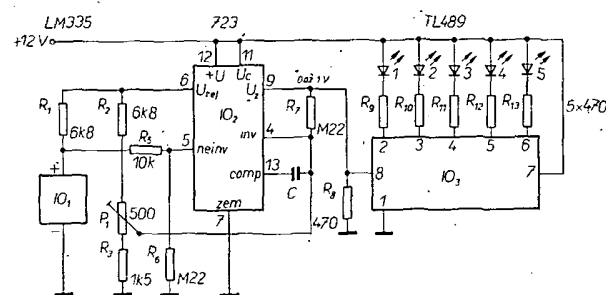 LM335
723
TL489
+12 V
12
11
+U
Uc
6
Uref
9
Uz
IO2
R1
6k8
R2
6k8
R5
10k
5
neinv
R7
M22
4
inv
13
comp
C
470
zem
7
IO1
+
−
P1
500
R3
1k5
R6
M22
R8
1
2
3
4
5
R9
R10
R11
R12
R13
5×470
2
3
4
5
6
8
7
IO3
1